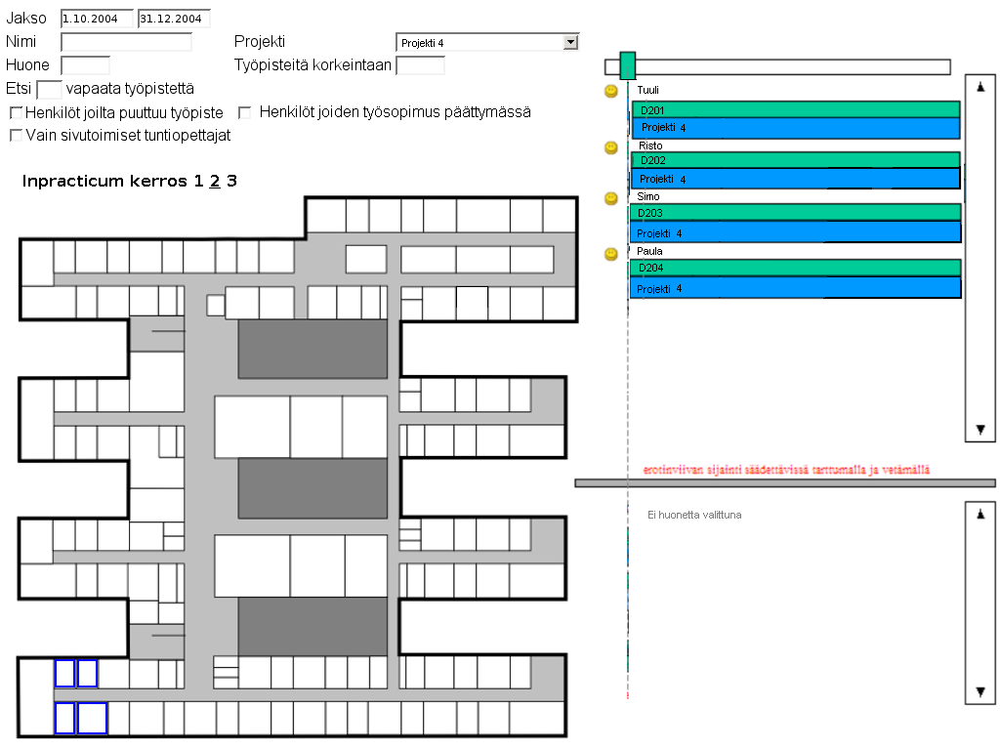 Jakso 1.10.2004 31.12.2004
Nimi
Projekti Projekti 4
Huone
Työpisteitä korkeintaan
Etsi vapaata työpistettä
Henkilöt joilta puuttuu työpiste
Henkilöt joiden työsopimus päättymässä
Vain sivutoimiset tuntiopettajat
Inpracticum kerros 1 2 3
Tuuli
D201
Projekti 4
Risto
D202
Projekti 4
Simo
D203
Projekti 4
Paula
D204
Projekti 4
erotinviivan sijainti säädettävissä tarttumalla ja vetämällä
Ei huonetta valittuna